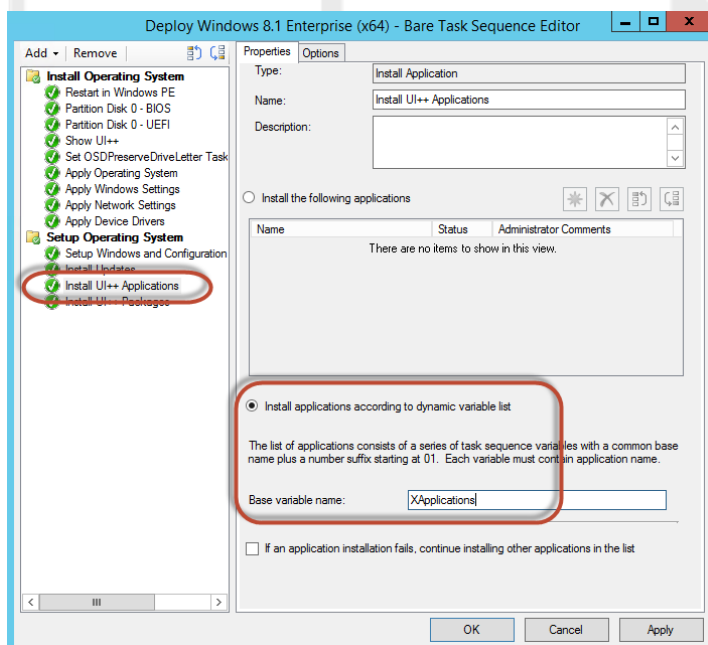 Deploy Windows 8.1 Enterprise (x64) - Bare Task Sequence Editor
Add
Remove
Install Operating System
Restart in Windows PE
Partition Disk 0 - BIOS
Partition Disk 0 - UEFI
Show UI++
Set OSDPreserveDriveLetter Task
Apply Operating System
Apply Windows Settings
Apply Network Settings
Apply Device Drivers
Setup Operating System
Setup Windows and Configuration
Install Updates
Install UI++ Applications
Install UI++ Packages
Properties
Options
Type:
Install Application
Name:
Install UI++ Applications
Description:
Install the following applications
Name
Status
Administrator Comments
There are no items to show in this view.
Install applications according to dynamic variable list
The list of applications consists of a series of task sequence variables with a common base
name plus a number suffix starting at 01. Each variable must contain application name.
Base variable name:
XApplications
If an application installation fails, continue installing other applications in the list
OK
Cancel
Apply